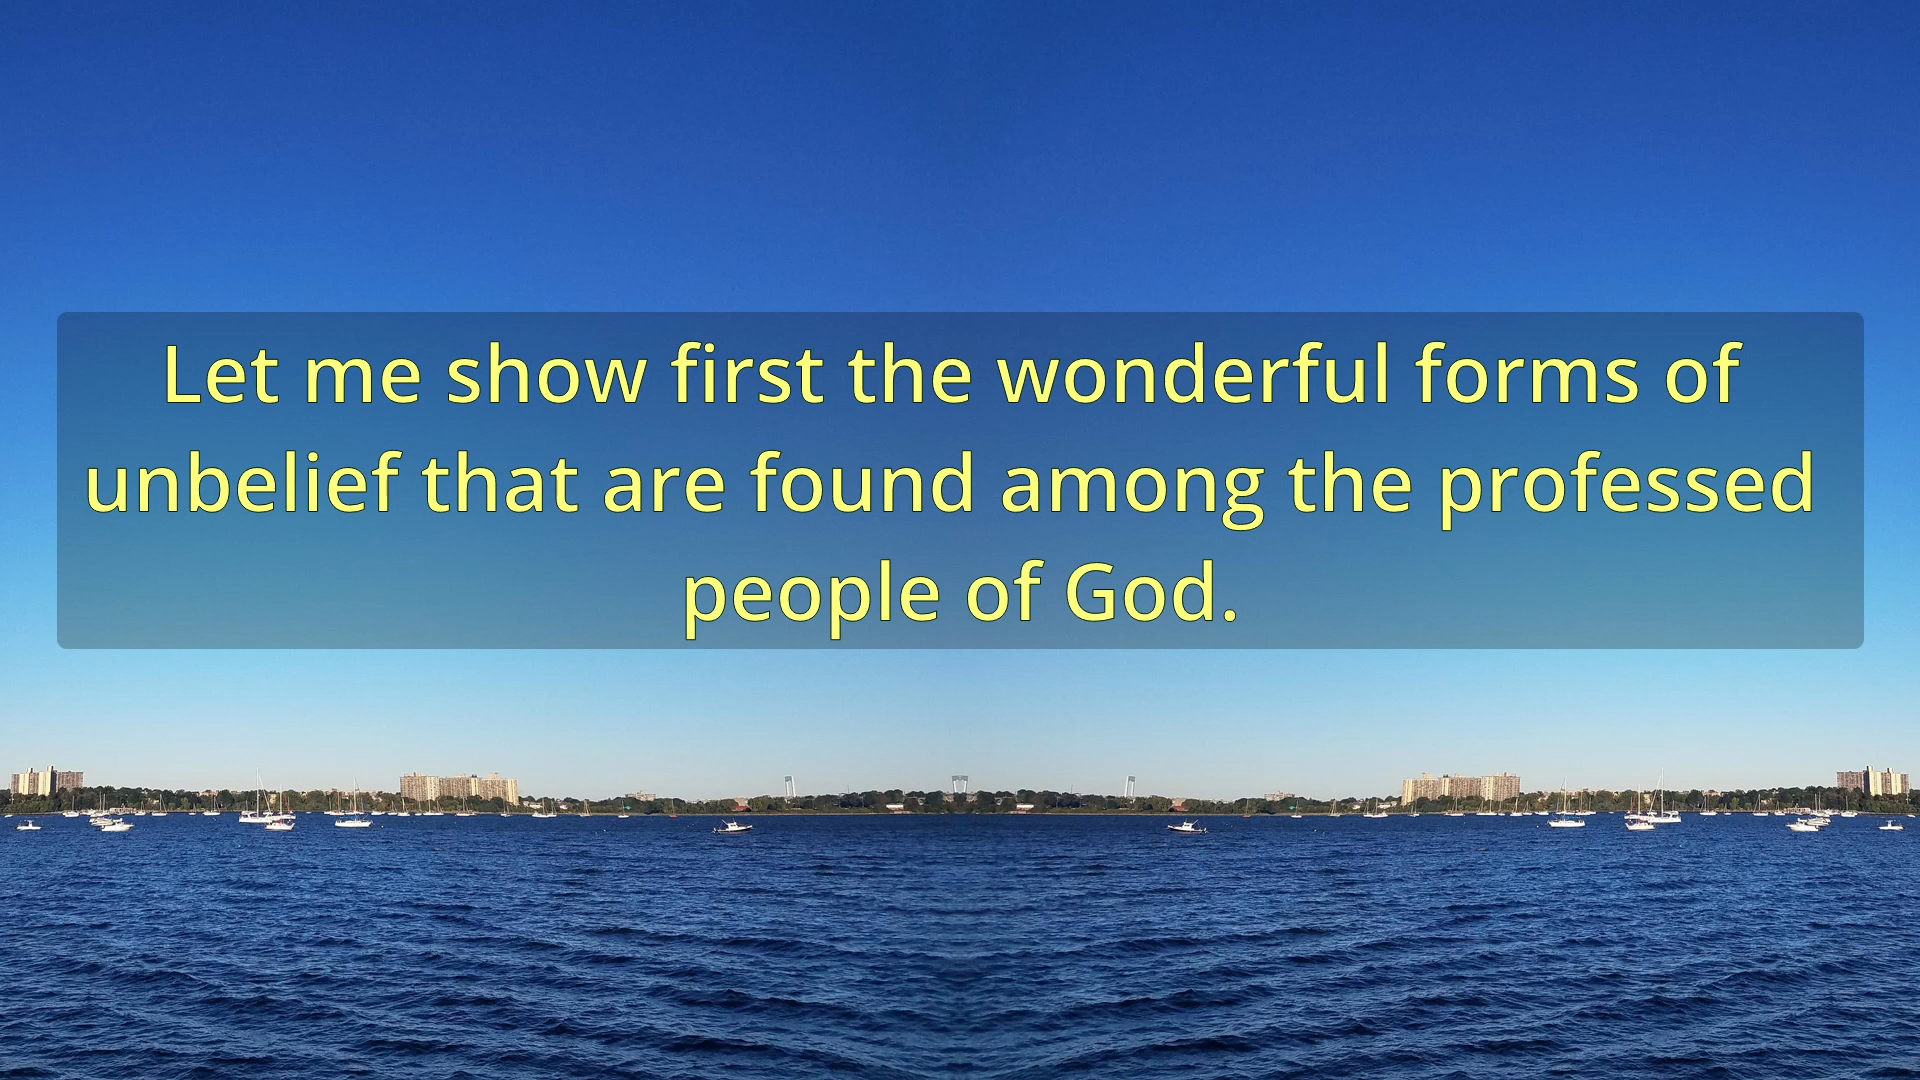 Let me show first the wonderful forms of
unbelief that are found among the professed
people of God.